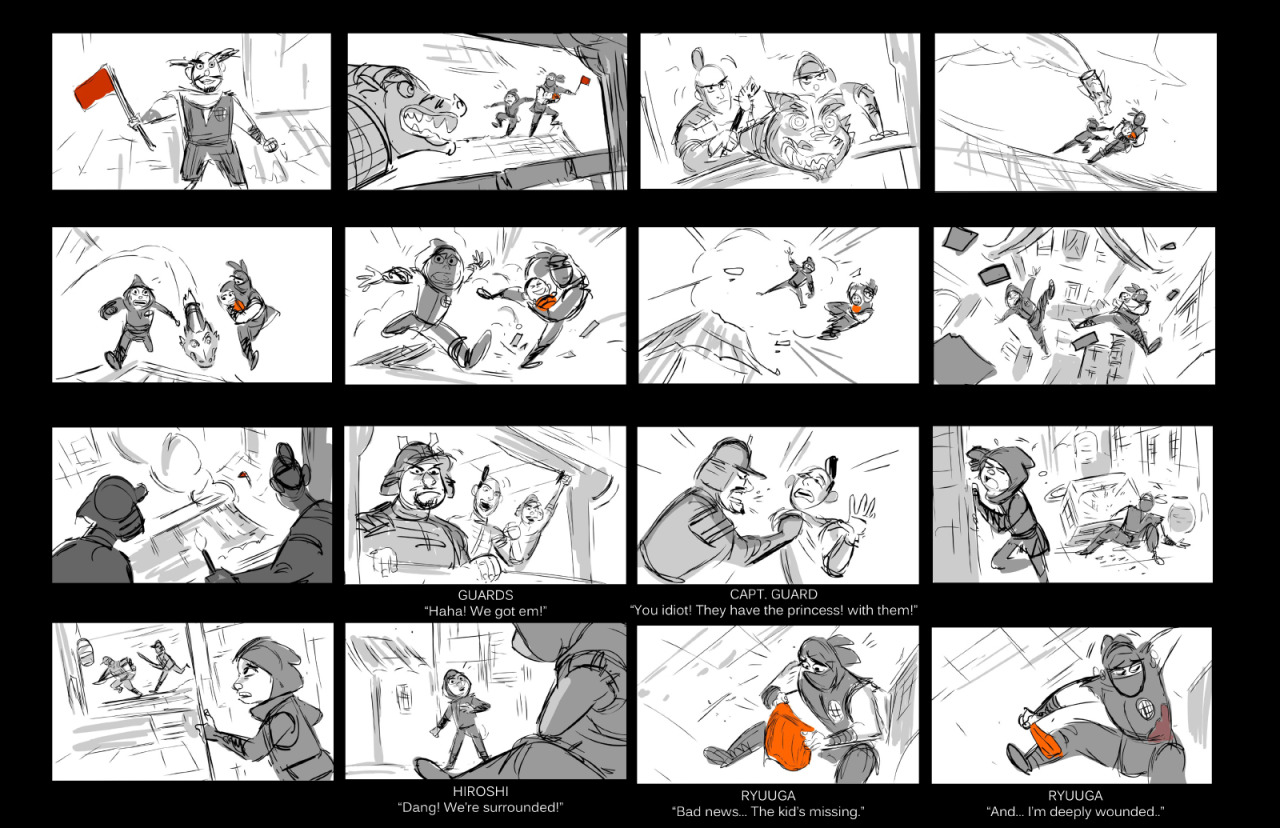 GUARDS
“Haha! We got em!”
CAPT. GUARD
“You idiot! They have the princess! with them!”
HIROSHI
“Dang! We’re surrounded!”
RYUUGA
“Bad news... The kid’s missing.”
RYUUGA
“And... I’m deeply wounded..”